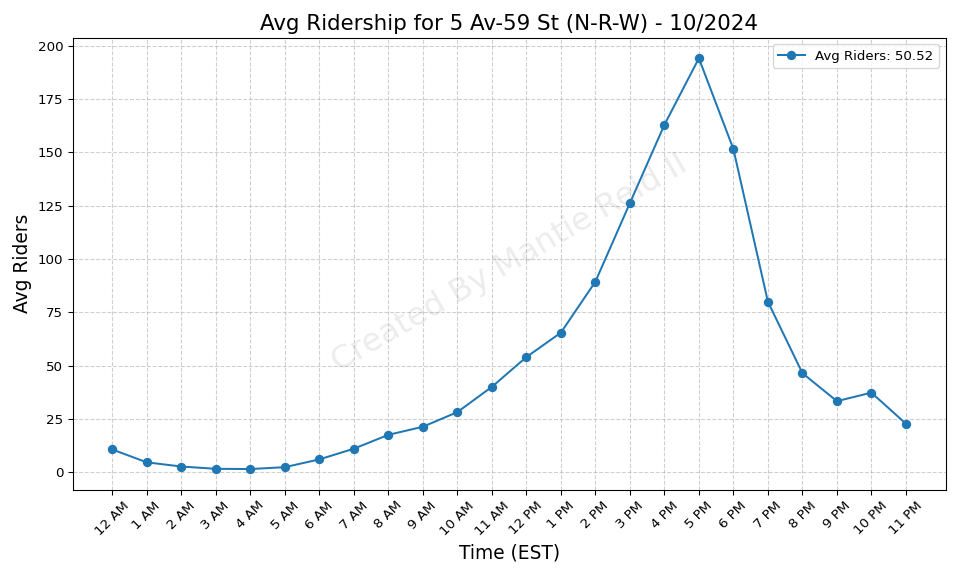 Avg Ridership for 5 Av-59 St (N-R-W) - 10/2024
Avg Riders: 50.52
200
175
150
125
100
75
50
25
0
Avg Riders
Created By Mantie Reid II
12 AM
1 AM
2 AM
3 AM
4 AM
5 AM
6 AM
7 AM
8 AM
9 AM
10 AM
11 AM
12 PM
1 PM
2 PM
3 PM
4 PM
5 PM
6 PM
7 PM
8 PM
9 PM
10 PM
11 PM
Time (EST)